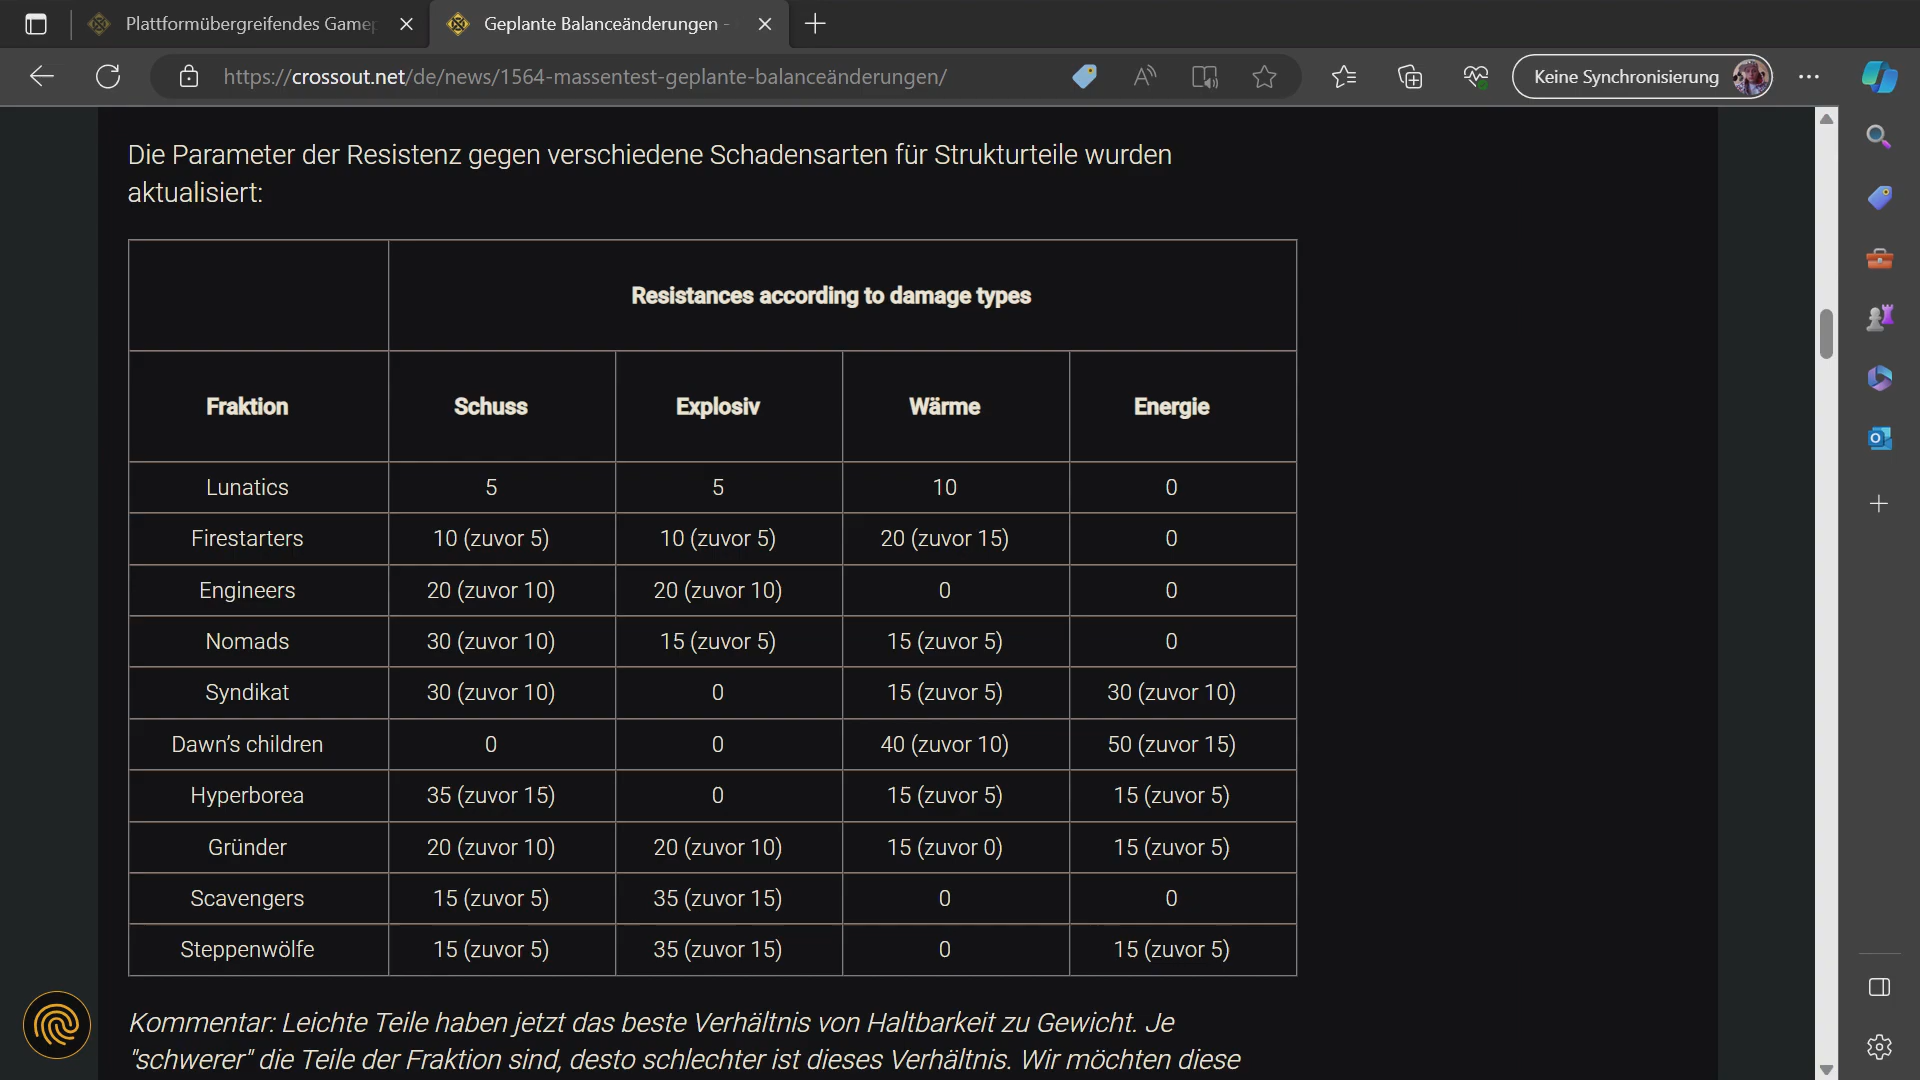 Plattformübergreifendes Gamep
Geplante Balanceänderungen -
https://crossout.net/de/news/1564-massentest-geplante-balanceänderungen/
Keine Synchronisierung
Die Parameter der Resistenz gegen verschiedene Schadensarten für Strukturteile wurden
aktualisiert:
Resistances according to damage types
Fraktion Schuss Explosiv Wärme Energie
Lunatics 5 5 10 0
Firestarters 10 (zuvor 5) 10 (zuvor 5) 20 (zuvor 15) 0
Engineers 20 (zuvor 10) 20 (zuvor 10) 0 0
Nomads 30 (zuvor 10) 15 (zuvor 5) 15 (zuvor 5) 0
Syndikat 30 (zuvor 10) 0 15 (zuvor 5) 30 (zuvor 10)
Dawn's children 0 0 40 (zuvor 10) 50 (zuvor 15)
Hyperborea 35 (zuvor 15) 0 15 (zuvor 5) 15 (zuvor 5)
Gründer 20 (zuvor 10) 20 (zuvor 10) 15 (zuvor 0) 15 (zuvor 5)
Scavengers 15 (zuvor 5) 35 (zuvor 15) 0 0
Steppenwölfe 15 (zuvor 5) 35 (zuvor 15) 0 15 (zuvor 5)
Kommentar: Leichte Teile haben jetzt das beste Verhältnis von Haltbarkeit zu Gewicht. Je
"schwerer" die Teile der Fraktion sind, desto schlechter ist dieses Verhältnis. Wir möchten diese